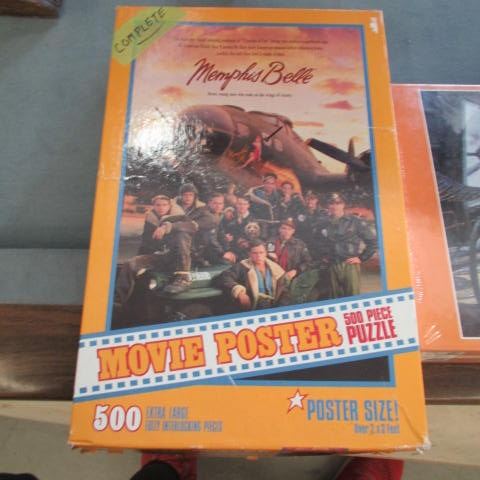 COMPLETE
Memphis Belle
MOVIE POSTER
500 PIECE
PUZZLE
500
EXTRA LARGE
FULLY INTERLOCKING PIECES
POSTER SIZE!
Over 2 x 3 Feet